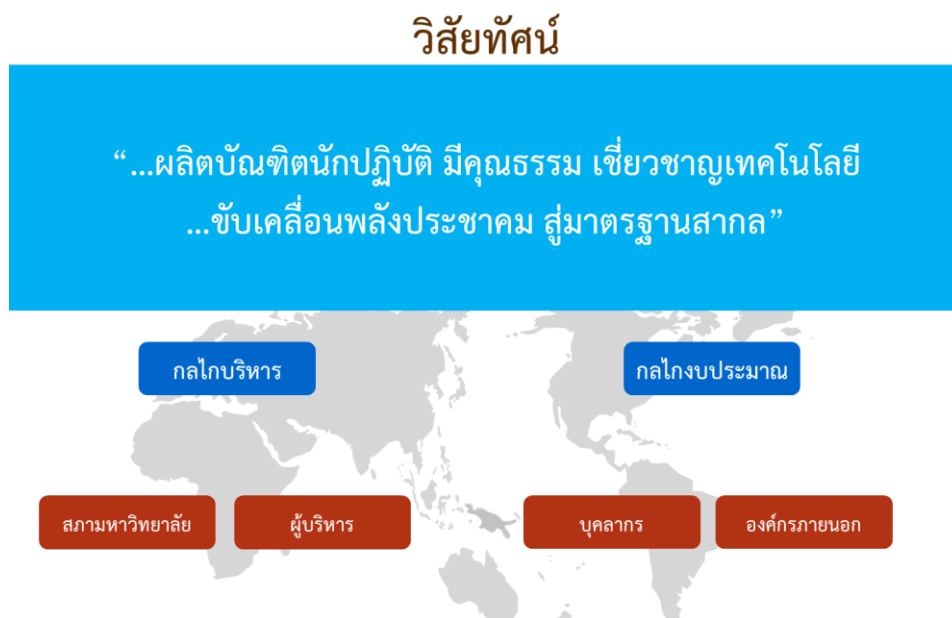 วิสัยทัศน์
“...ผลิตบัณฑิตนักปฏิบัติ มีคุณธรรม เชี่ยวชาญเทคโนโลยี
...ขับเคลื่อนพลังประชาคม สู่มาตรฐานสากล”
กลไกบริหาร
กลไกงบประมาณ
สภามหาวิทยาลัย
ผู้บริหาร
บุคลากร
องค์กรภายนอก